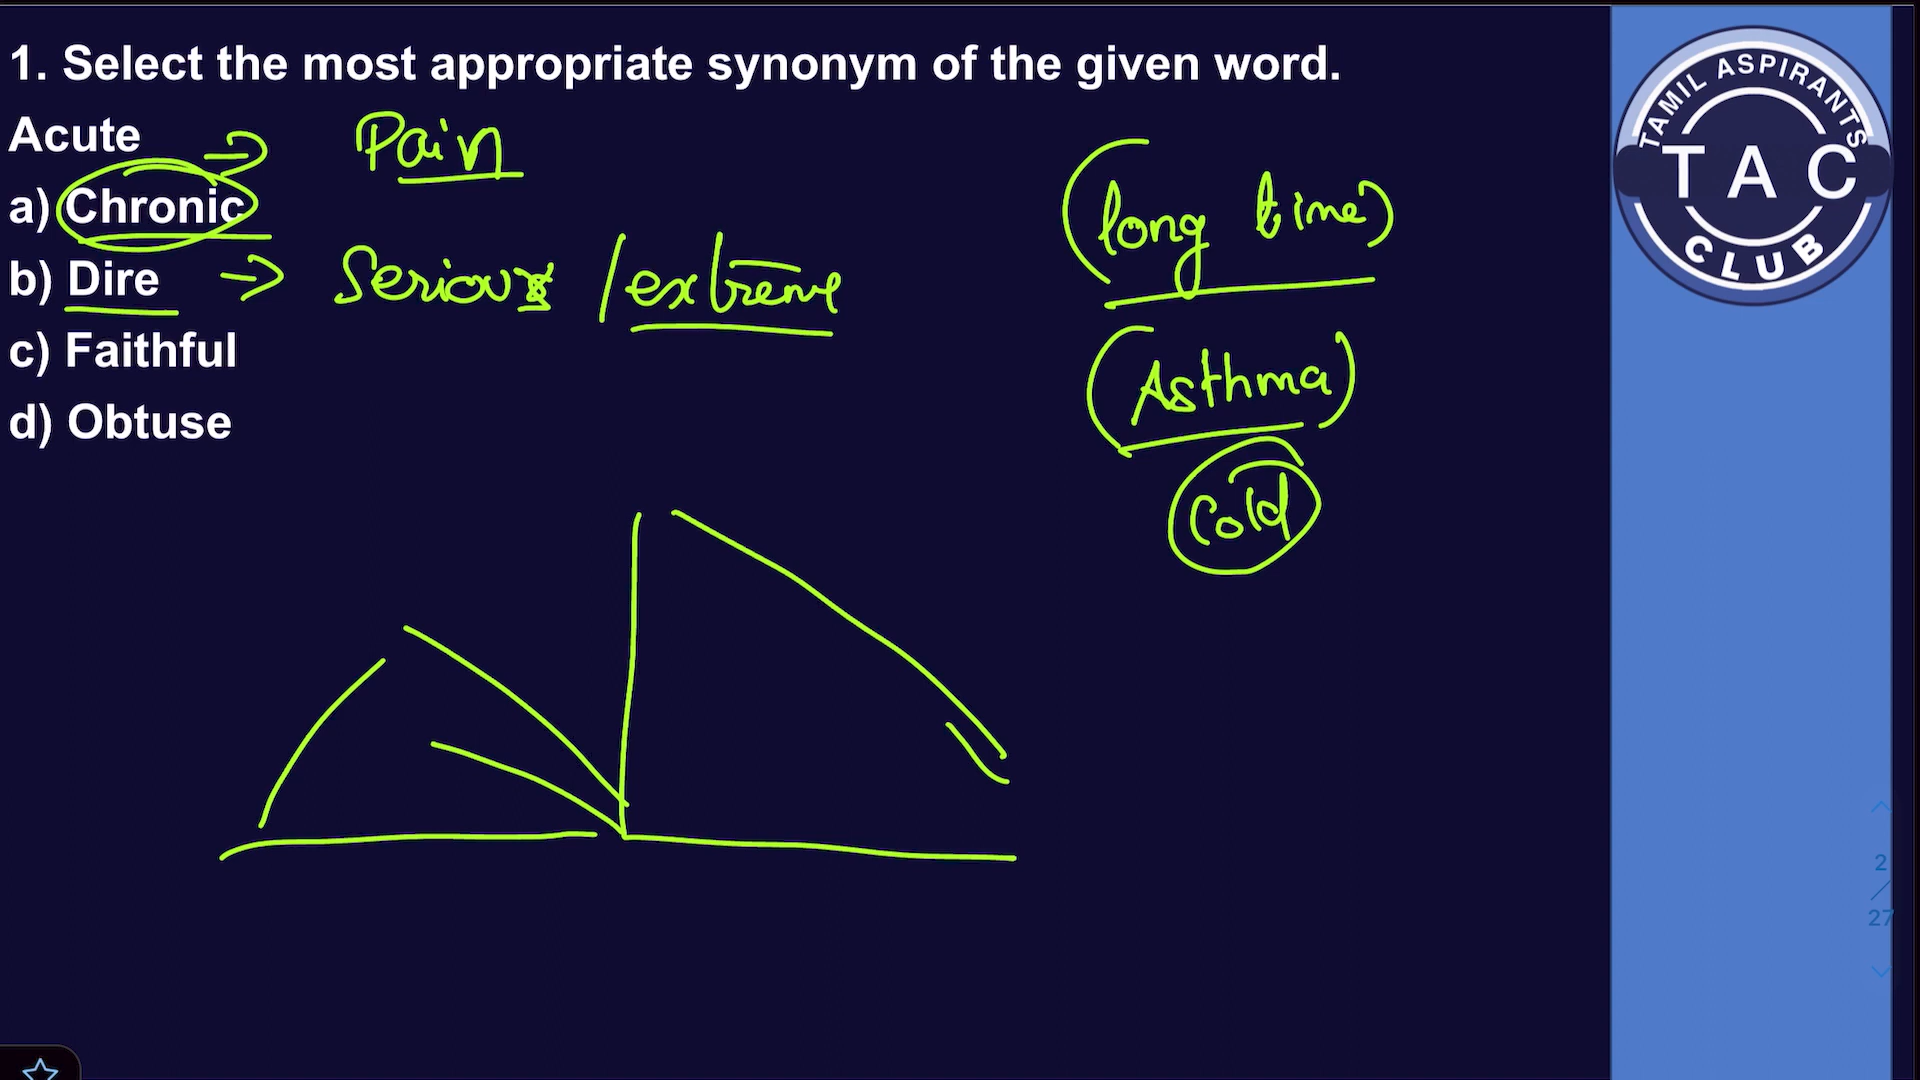 1. Select the most appropriate synonym of the given word.
Acute
Pain
a) Chronic
(long time)
b) Dire
Serious / extreme
c) Faithful
(Asthma)
d) Obtuse
Cold
TAMIL ASPIRANTS
TAC
CLUB
2
/
27